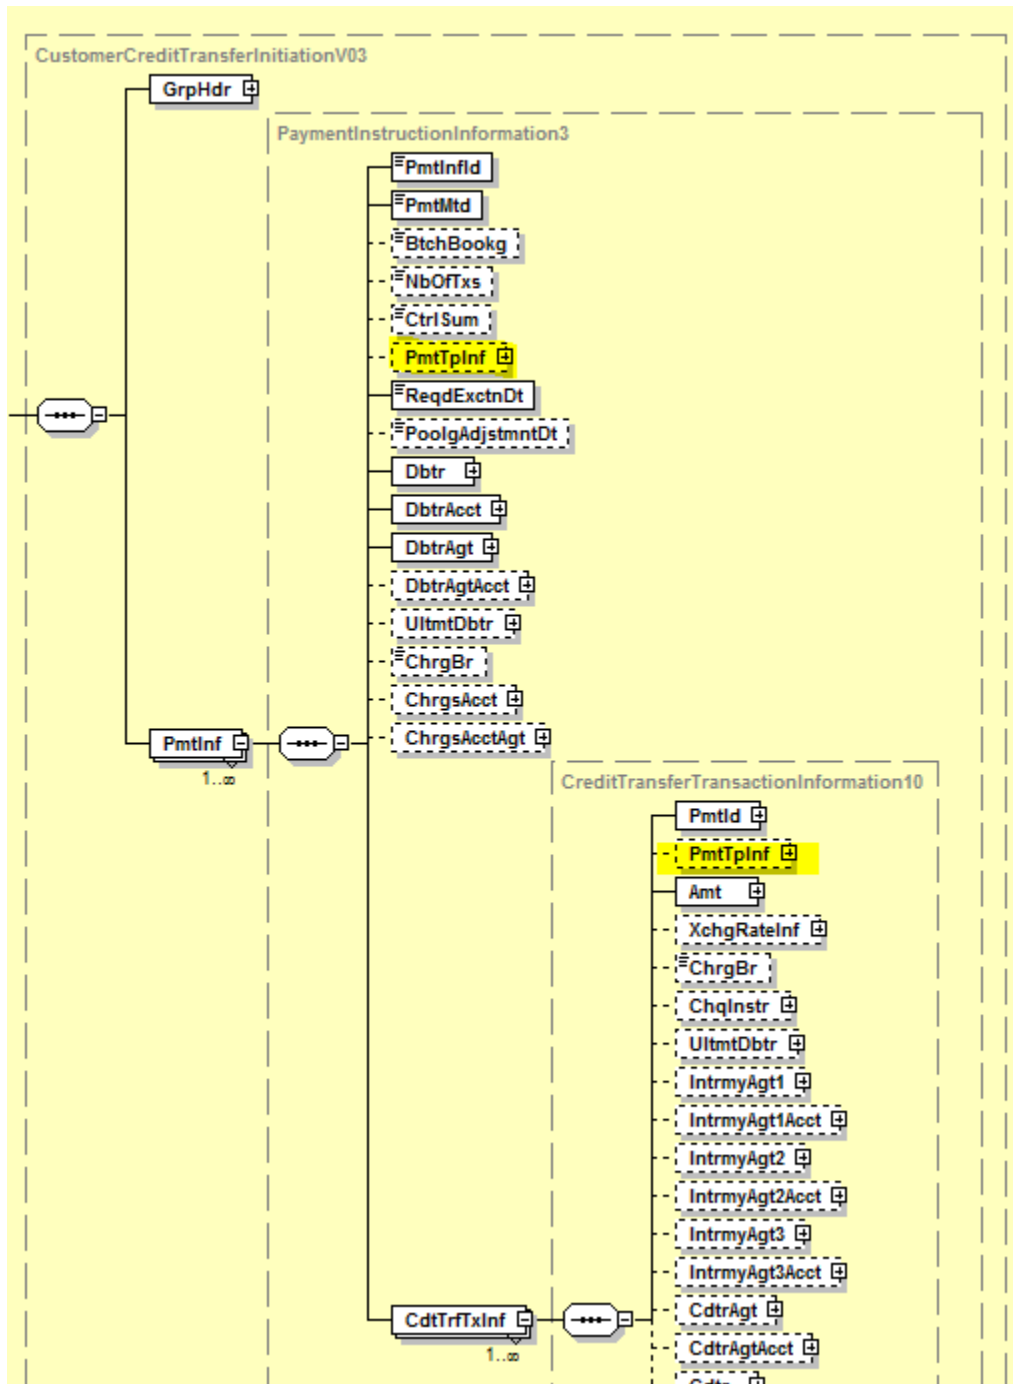 CustomerCreditTransferInitiationV03
GrpHdr
PaymentInstructionInformation3
PmtInfId
PmtMtd
BtchBookg
NbOfTxs
CtrlSum
PmtTpInf
ReqdExctnDt
PoolgAdjstmntDt
Dbtr
DbtrAcct
DbtrAgt
DbtrAgtAcct
UltmtDbtr
ChrgBr
ChrgsAcct
ChrgsAcctAgt
PmtInf
1..∞
CreditTransferTransactionInformation10
PmtId
PmtTpInf
Amt
XchgRateInf
ChrgBr
ChqInstr
UltmtDbtr
IntrmyAgt1
IntrmyAgt1Acct
IntrmyAgt2
IntrmyAgt2Acct
IntrmyAgt3
IntrmyAgt3Acct
CdtTrfTxInf
1..∞
CdtrAgt
CdtrAgtAcct